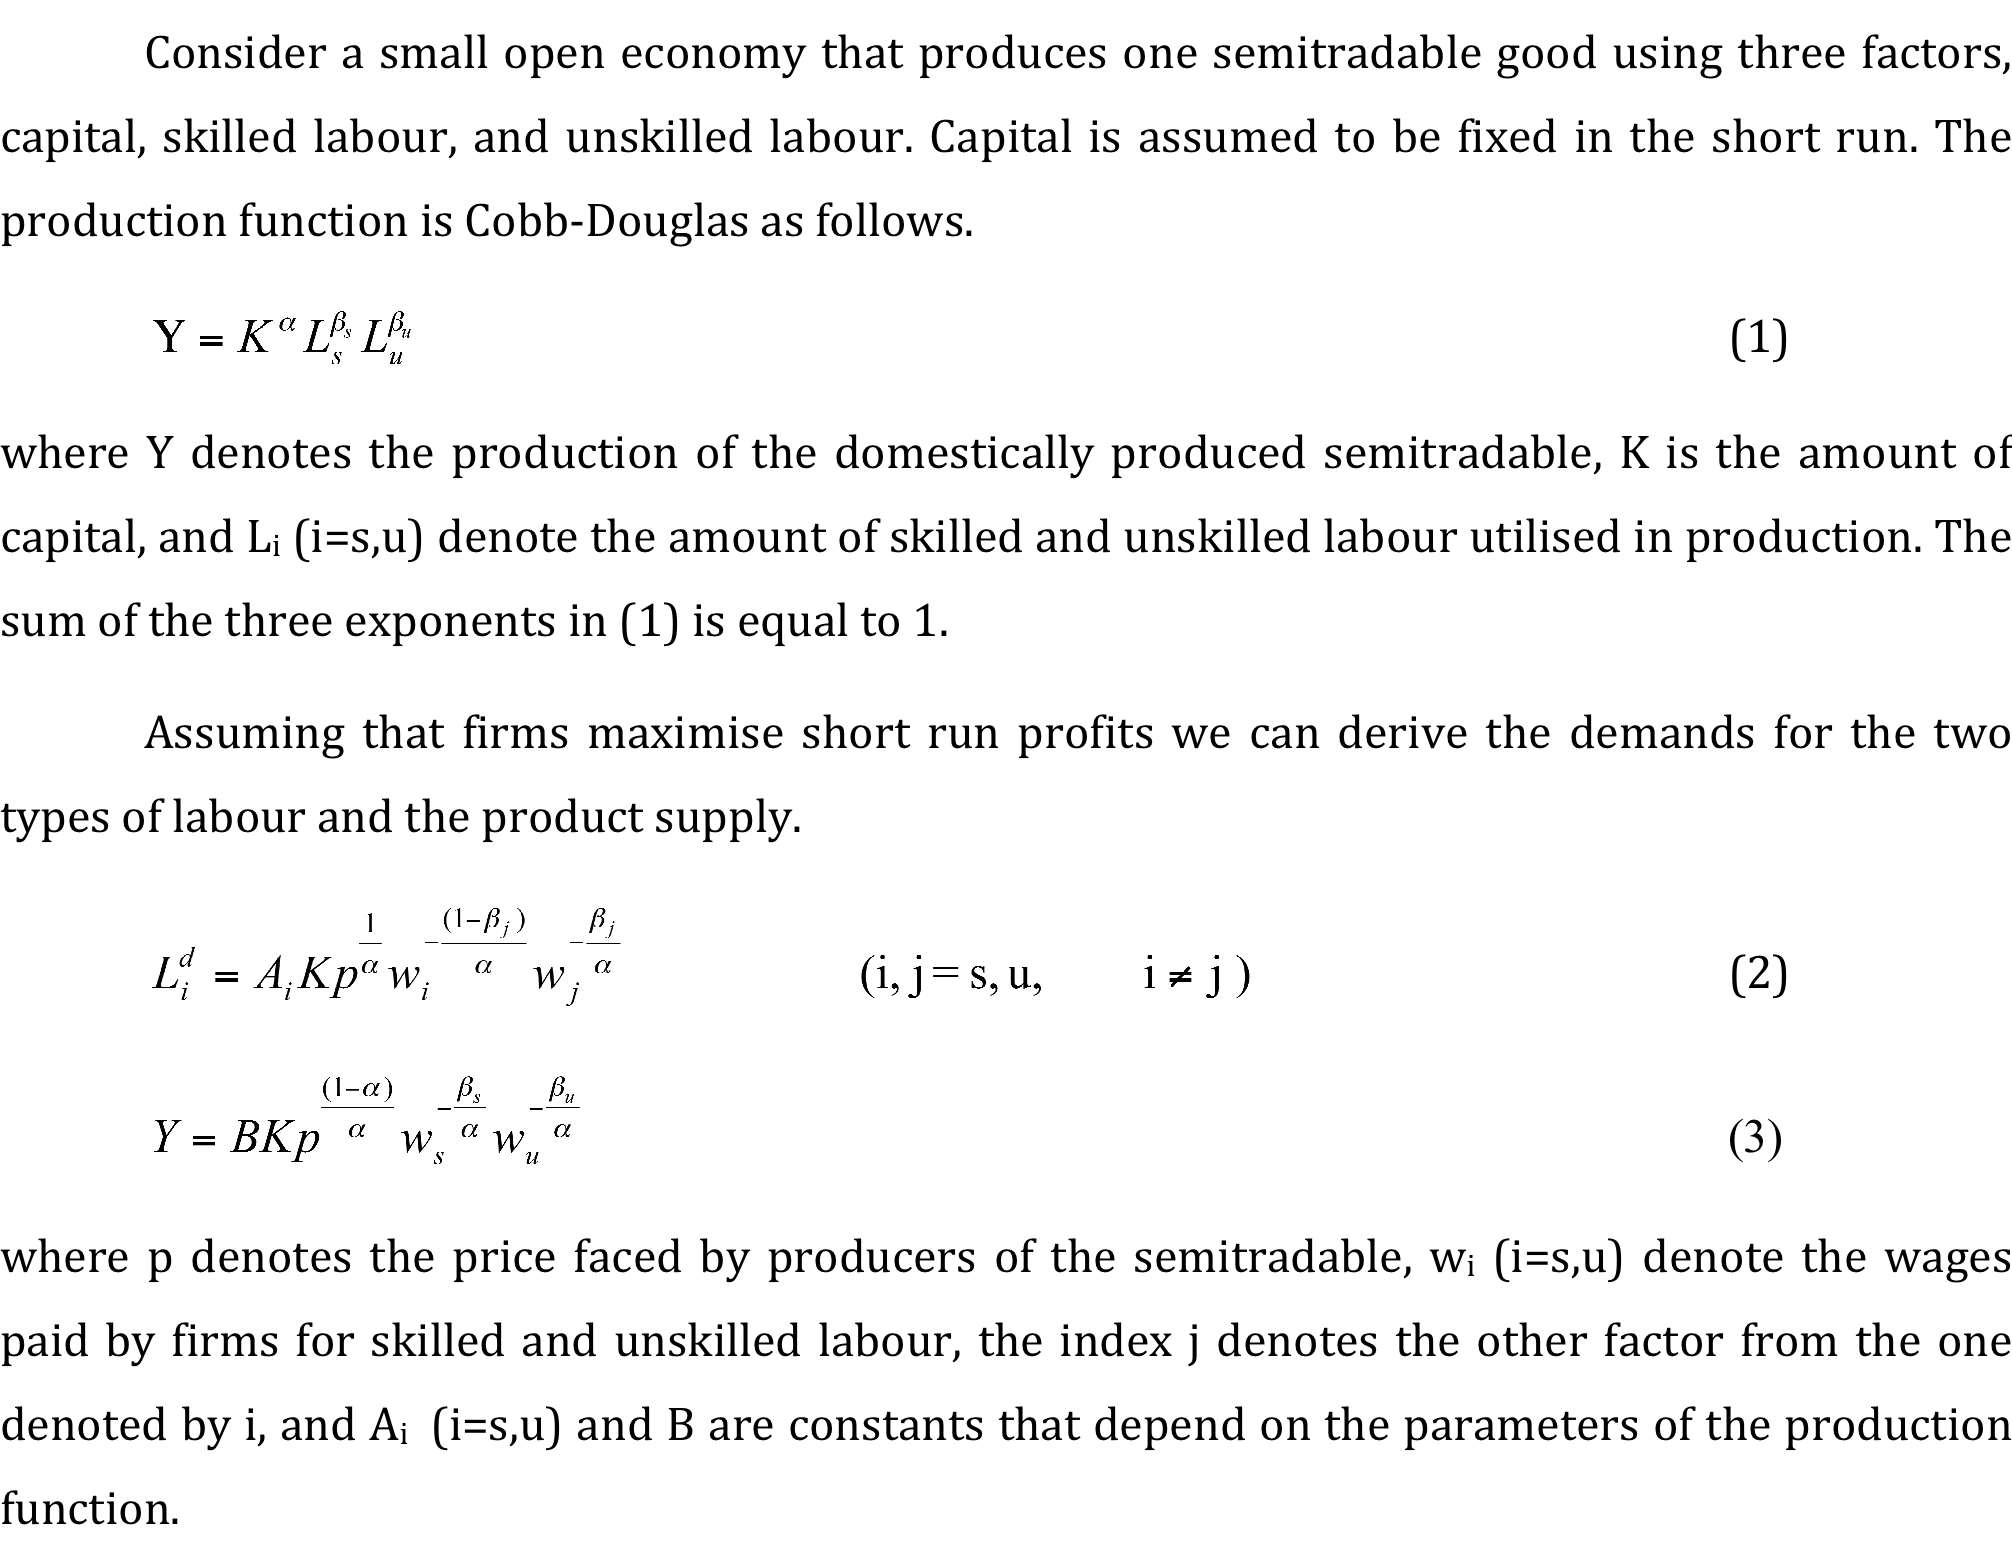 Consider a small open economy that produces one semitradable good using three factors,
capital, skilled labour, and unskilled labour. Capital is assumed to be fixed in the short run. The
production function is Cobb-Douglas as follows.
Y = K^α L_s^{β_s} L_u^{β_u} (1)
where Y denotes the production of the domestically produced semitradable, K is the amount of
capital, and L_i (i=s,u) denote the amount of skilled and unskilled labour utilised in production. The
sum of the three exponents in (1) is equal to 1.
Assuming that firms maximise short run profits we can derive the demands for the two
types of labour and the product supply.
L_i^d = A_i K p^{\frac{1}{α}} w_i^{-\frac{(1-β_j)}{α}} w_j^{-\frac{β_j}{α}} (i, j = s, u, i ≠ j ) (2)
Y = BK p^{\frac{(1-α)}{α}} w_s^{-\frac{β_s}{α}} w_u^{-\frac{β_u}{α}} (3)
where p denotes the price faced by producers of the semitradable, w_i (i=s,u) denote the wages
paid by firms for skilled and unskilled labour, the index j denotes the other factor from the one
denoted by i, and A_i (i=s,u) and B are constants that depend on the parameters of the production
function.